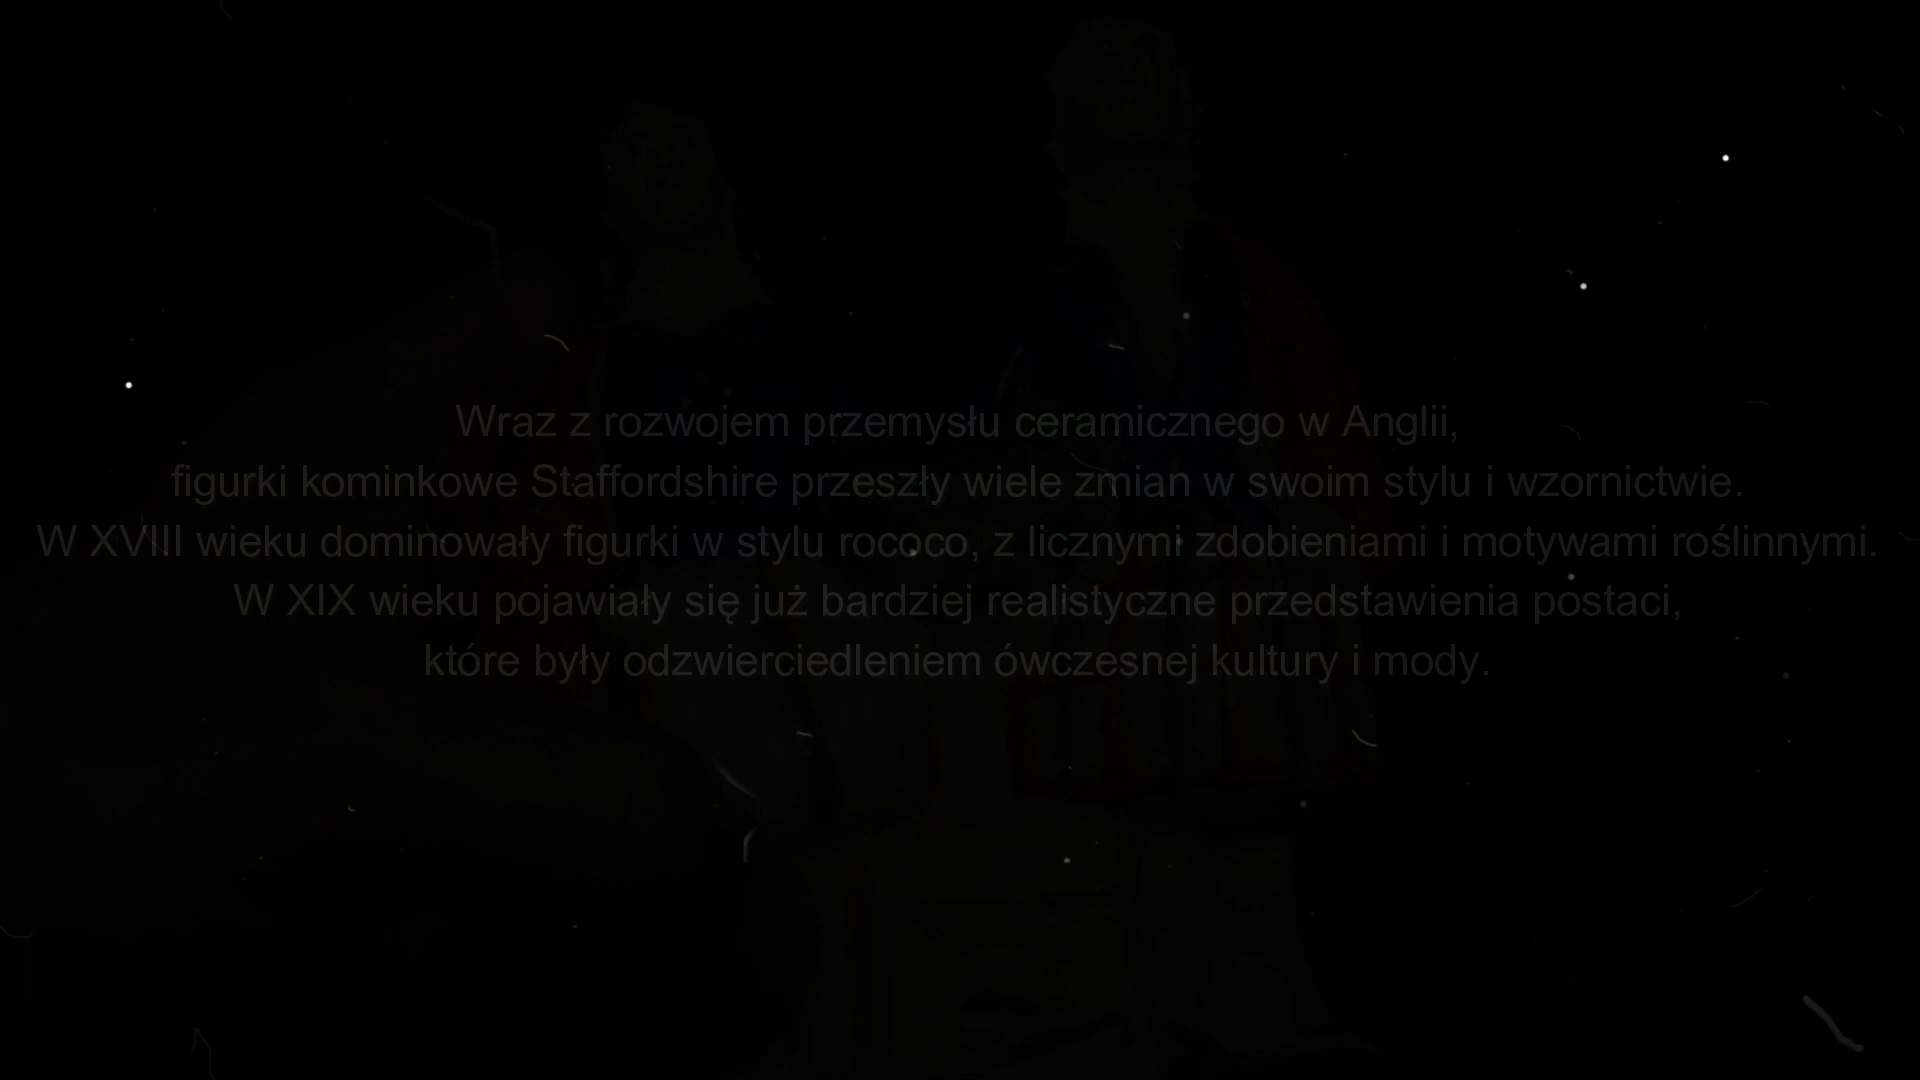 Wraz z rozwojem przemysłu ceramicznego w Anglii,
figurki kominkowe Staffordshire przeszły wiele zmian w swoim stylu i wzornictwie.
W XVIII wieku dominowały figurki w stylu rococo, z licznymi zdobieniami i motywami roślinnymi.
W XIX wieku pojawiały się już bardziej realistyczne przedstawienia postaci,
które były odzwierciedleniem ówczesnej kultury i mody.